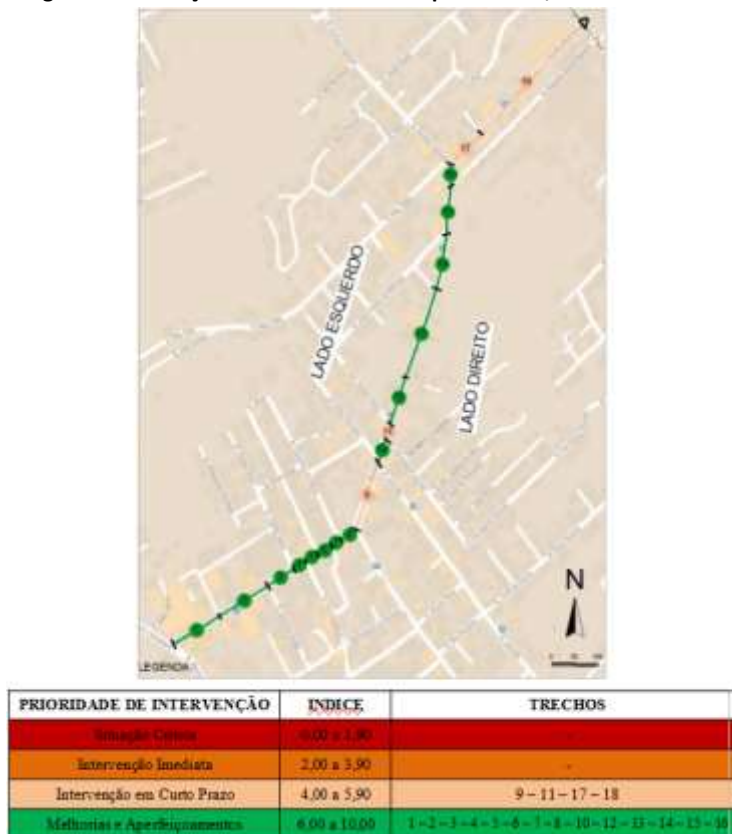 LADO ESQUERDO
LADO DIREITO
N
LEGENDA
PRIORIDADE DE INTERVENÇÃO INDICE TRECHOS
Situação Crítica 0,00 a 1,90 -
Intervenção Imediata 2,00 a 3,90 -
Intervenção em Curto Prazo 4,00 a 5,90 9 – 11 – 17 – 18
Melhorias e Aperfeiçoamentos 6,00 a 10,00 1 – 2 – 3 – 4 – 5 – 6 – 7 – 8 – 10 – 12 – 13 – 14 – 15 – 16